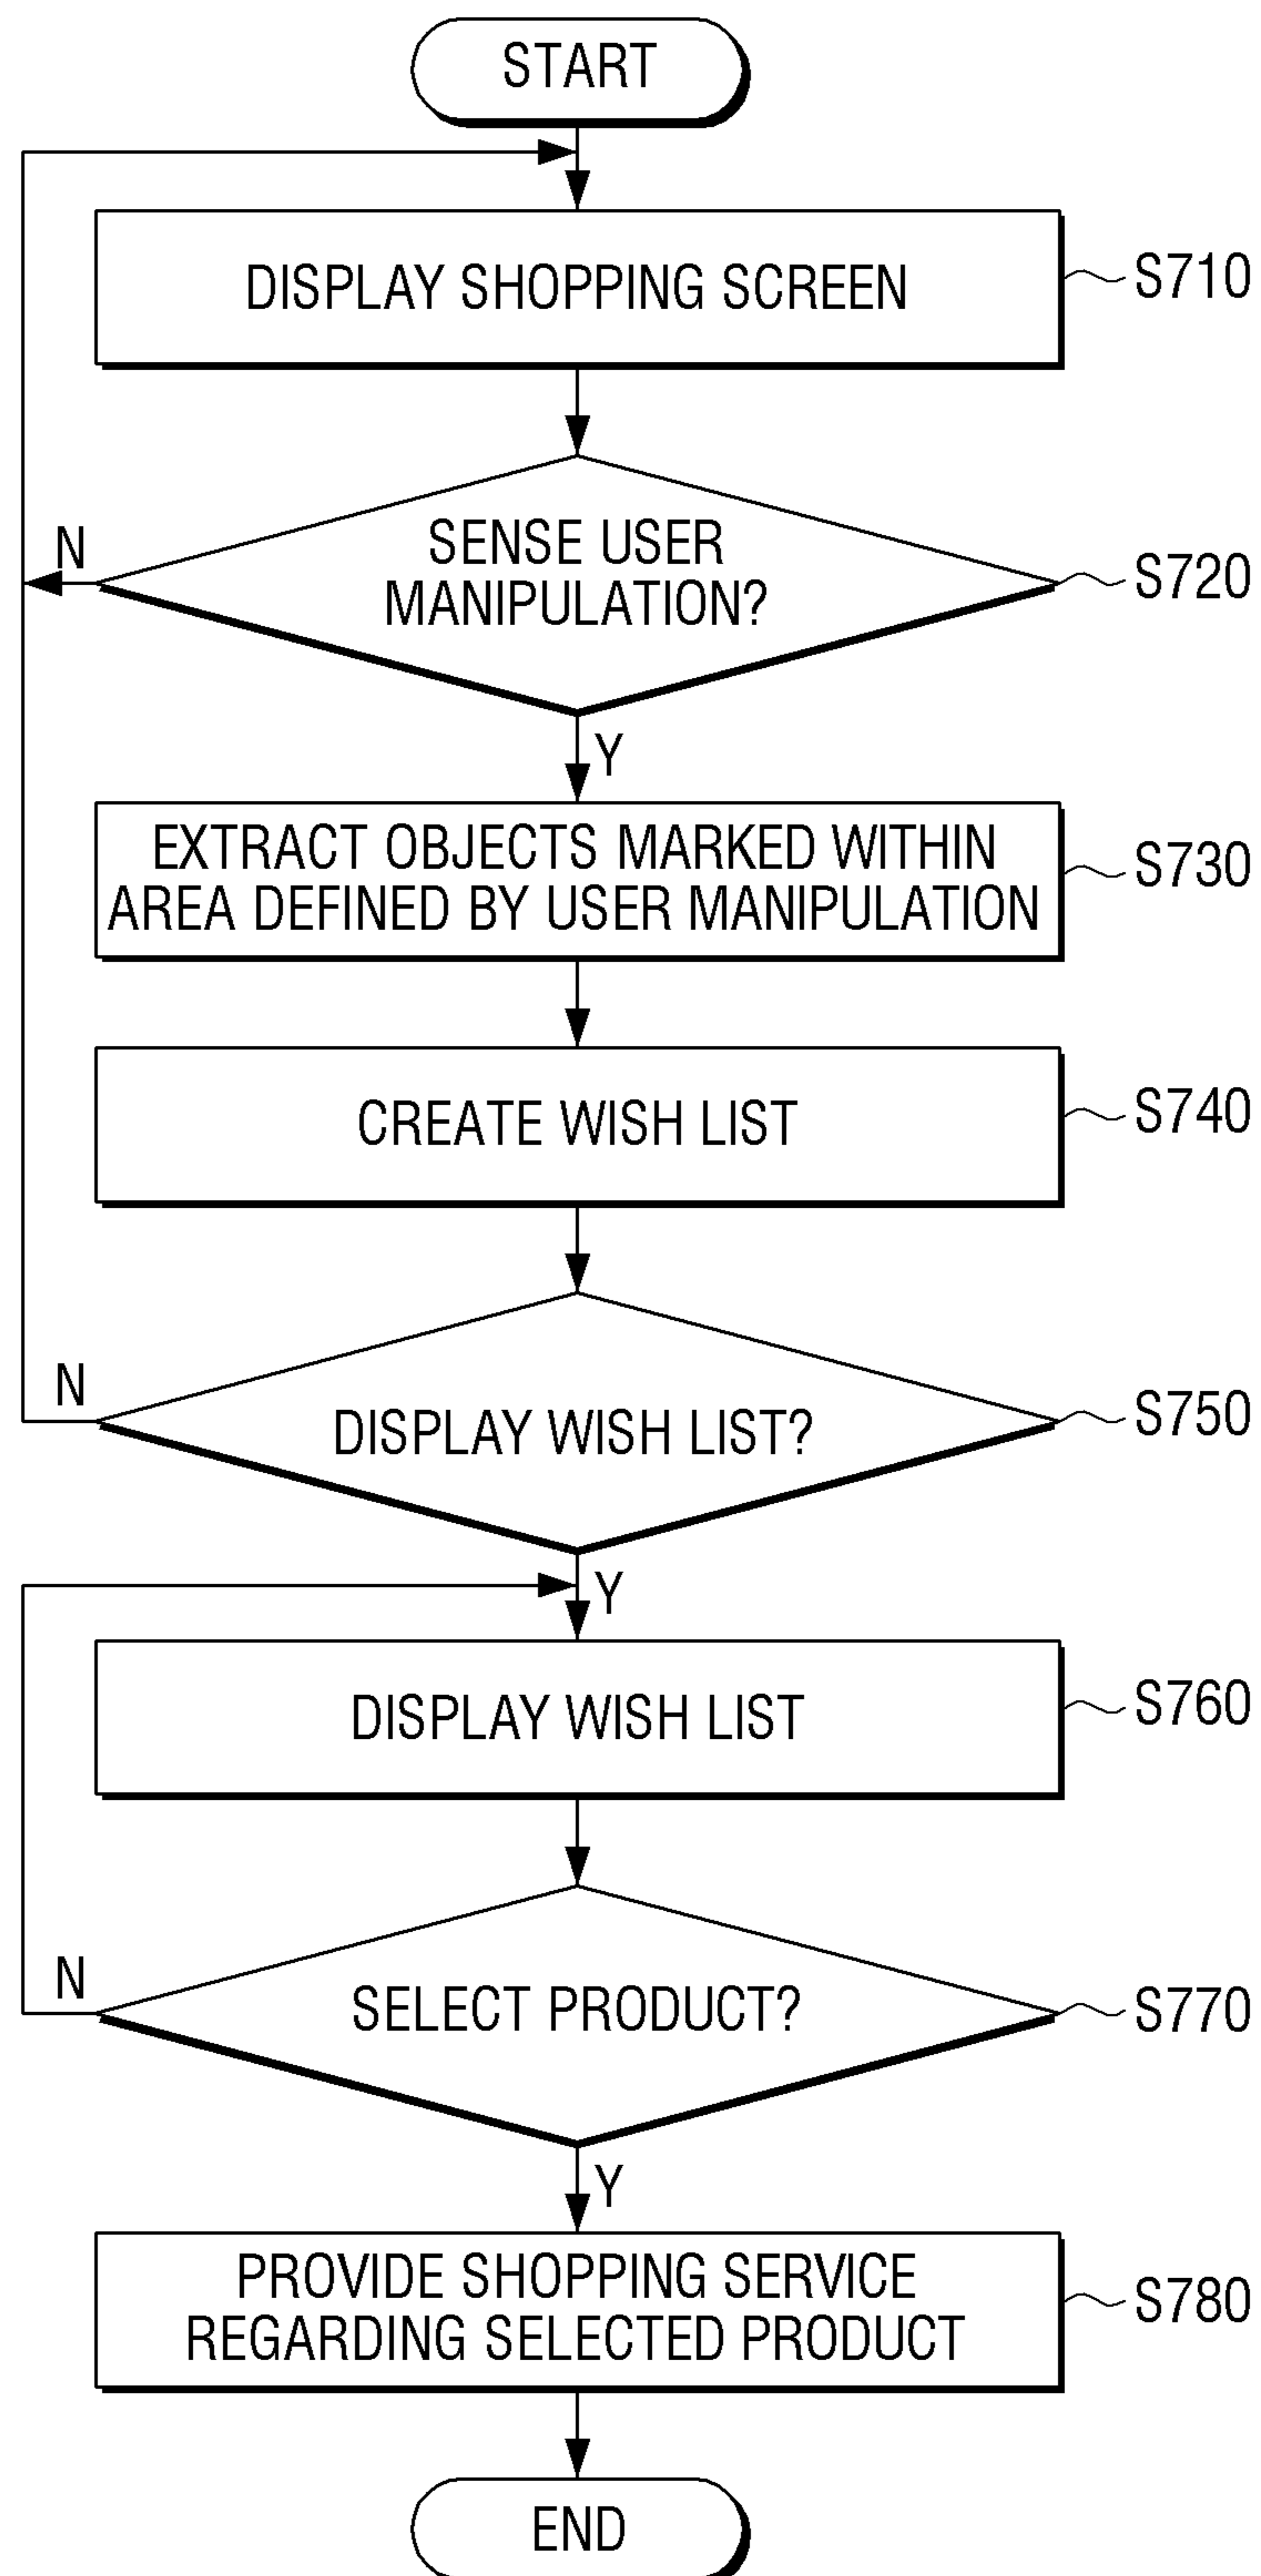 START
DISPLAY SHOPPING SCREEN
S710
SENSE USER
MANIPULATION?
S720
N
Y
EXTRACT OBJECTS MARKED WITHIN
AREA DEFINED BY USER MANIPULATION
S730
CREATE WISH LIST
S740
DISPLAY WISH LIST?
S750
N
Y
DISPLAY WISH LIST
S760
SELECT PRODUCT?
S770
N
Y
PROVIDE SHOPPING SERVICE
REGARDING SELECTED PRODUCT
S780
END